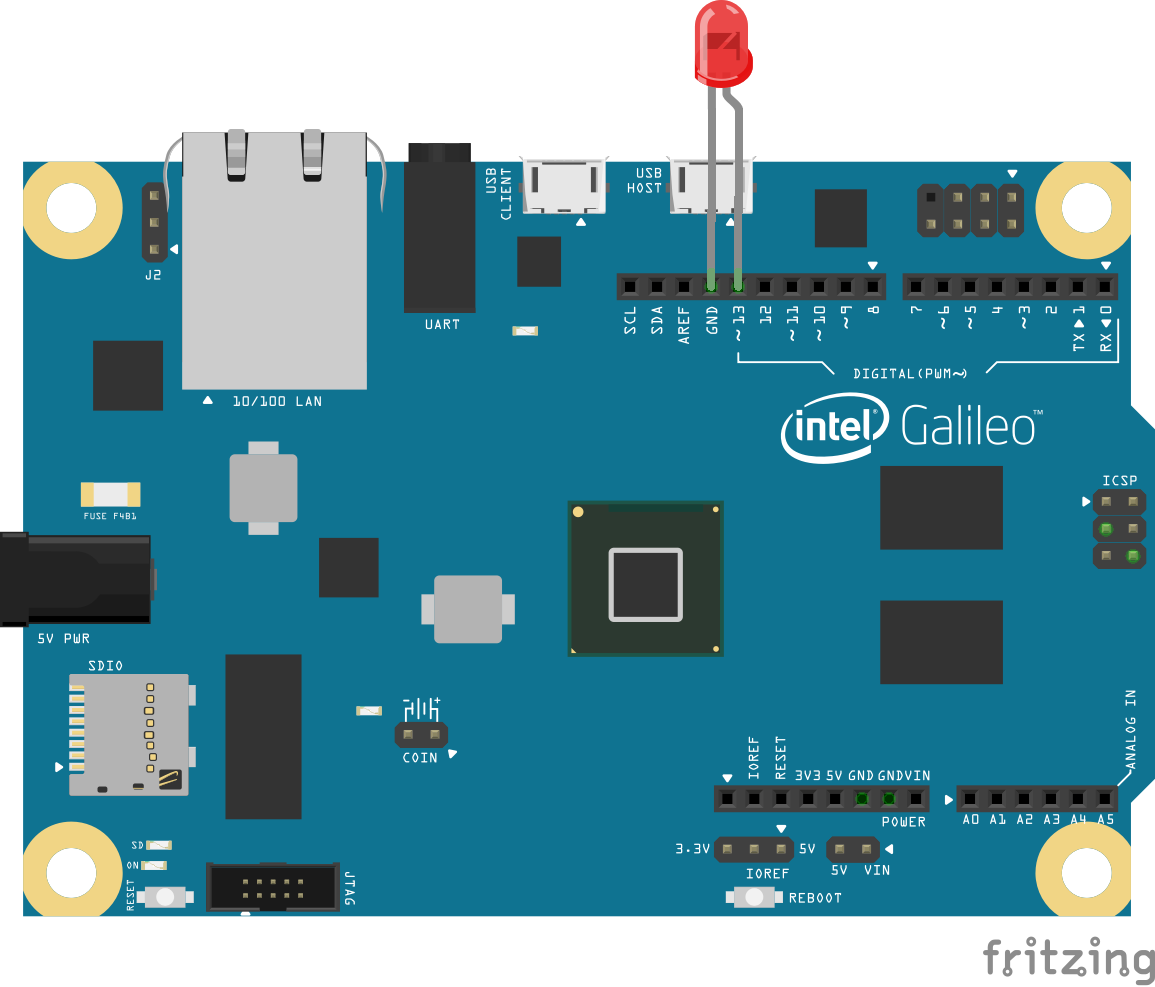 USB
CLIENT
USB
HOST
J2
UART
SCL
SDA
AREF
GND
~13
12
~11
~10
~9
8
7
~6
~5
4
~3
2
TX 1
RX 0
DIGITAL(PWM~)
10/100 LAN
intel® Galileo™
ICSP
FUSE F4B1
5V PWR
SDIO
- +
COIN
ANALOG IN
IOREF
RESET
3V3 5V GND GNDVIN
POWER
A0 A1 A2 A3 A4 A5
3.3V
5V
IOREF
5V VIN
SD
ON
RESET
JTAG
REBOOT
fritzing